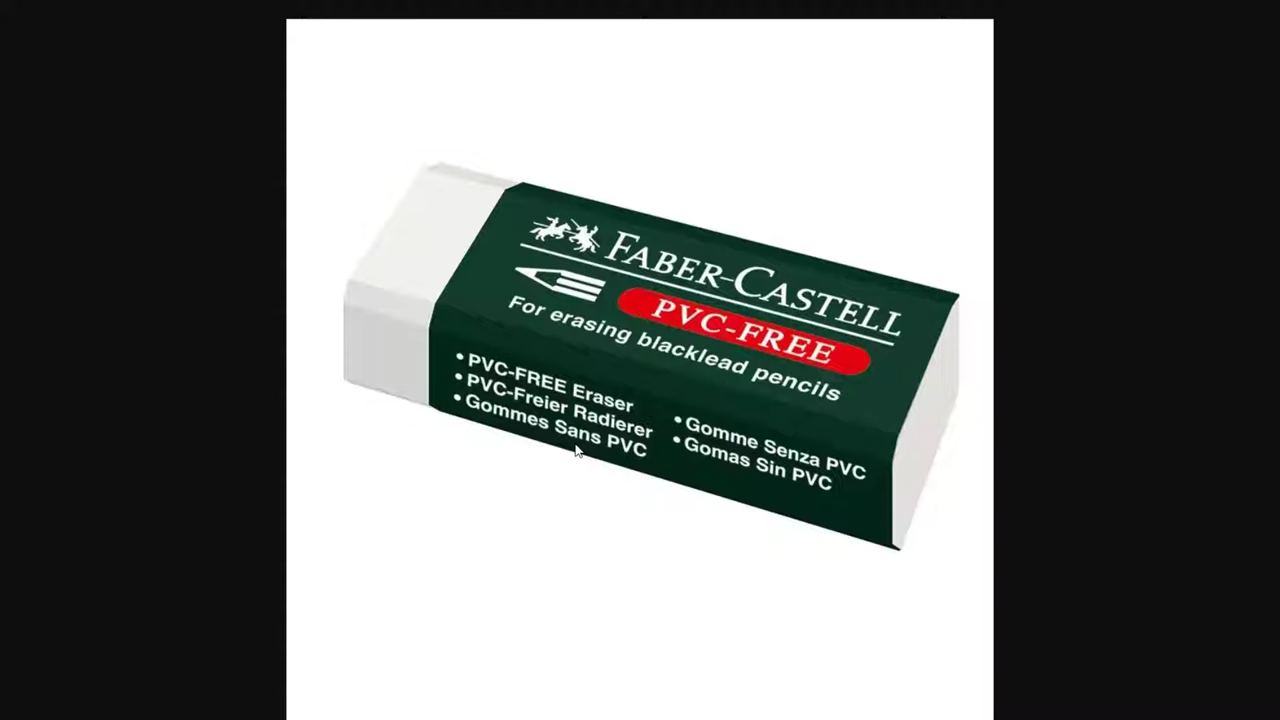 FABER-CASTELL
PVC-FREE
For erasing blacklead pencils
• PVC-FREE Eraser
• PVC-Freier Radierer
• Gommes Sans PVC
• Gomme Senza PVC
• Gomas Sin PVC